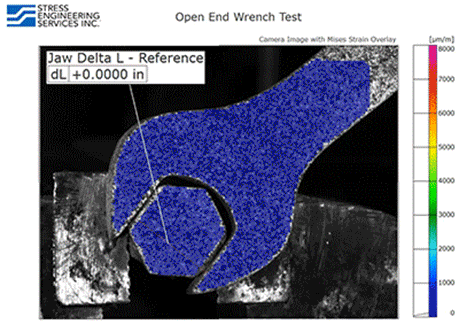 STRESS
ENGINEERING
SERVICES INC.
Open End Wrench Test
Camera Image with Mises Strain Overlay
[μm/m]
Jaw Delta L - Reference
dL +0.0000 in
8000
7000
6000
5000
4000
3000
2000
1000
0